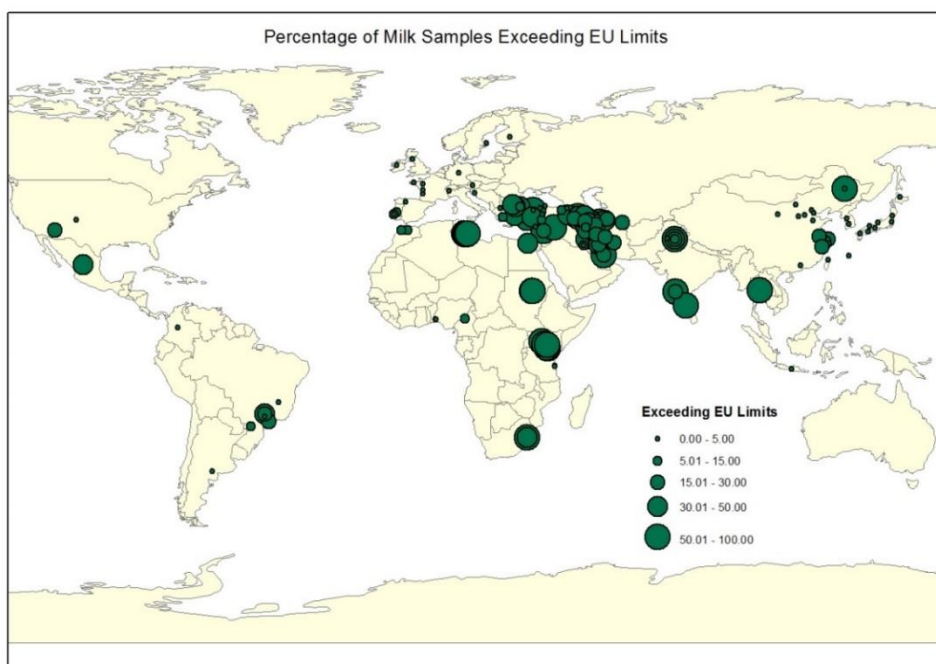 Percentage of Milk Samples Exceeding EU Limits
Exceeding EU Limits
0.00 - 5.00
5.01 - 15.00
15.01 - 30.00
30.01 - 50.00
50.01 - 100.00